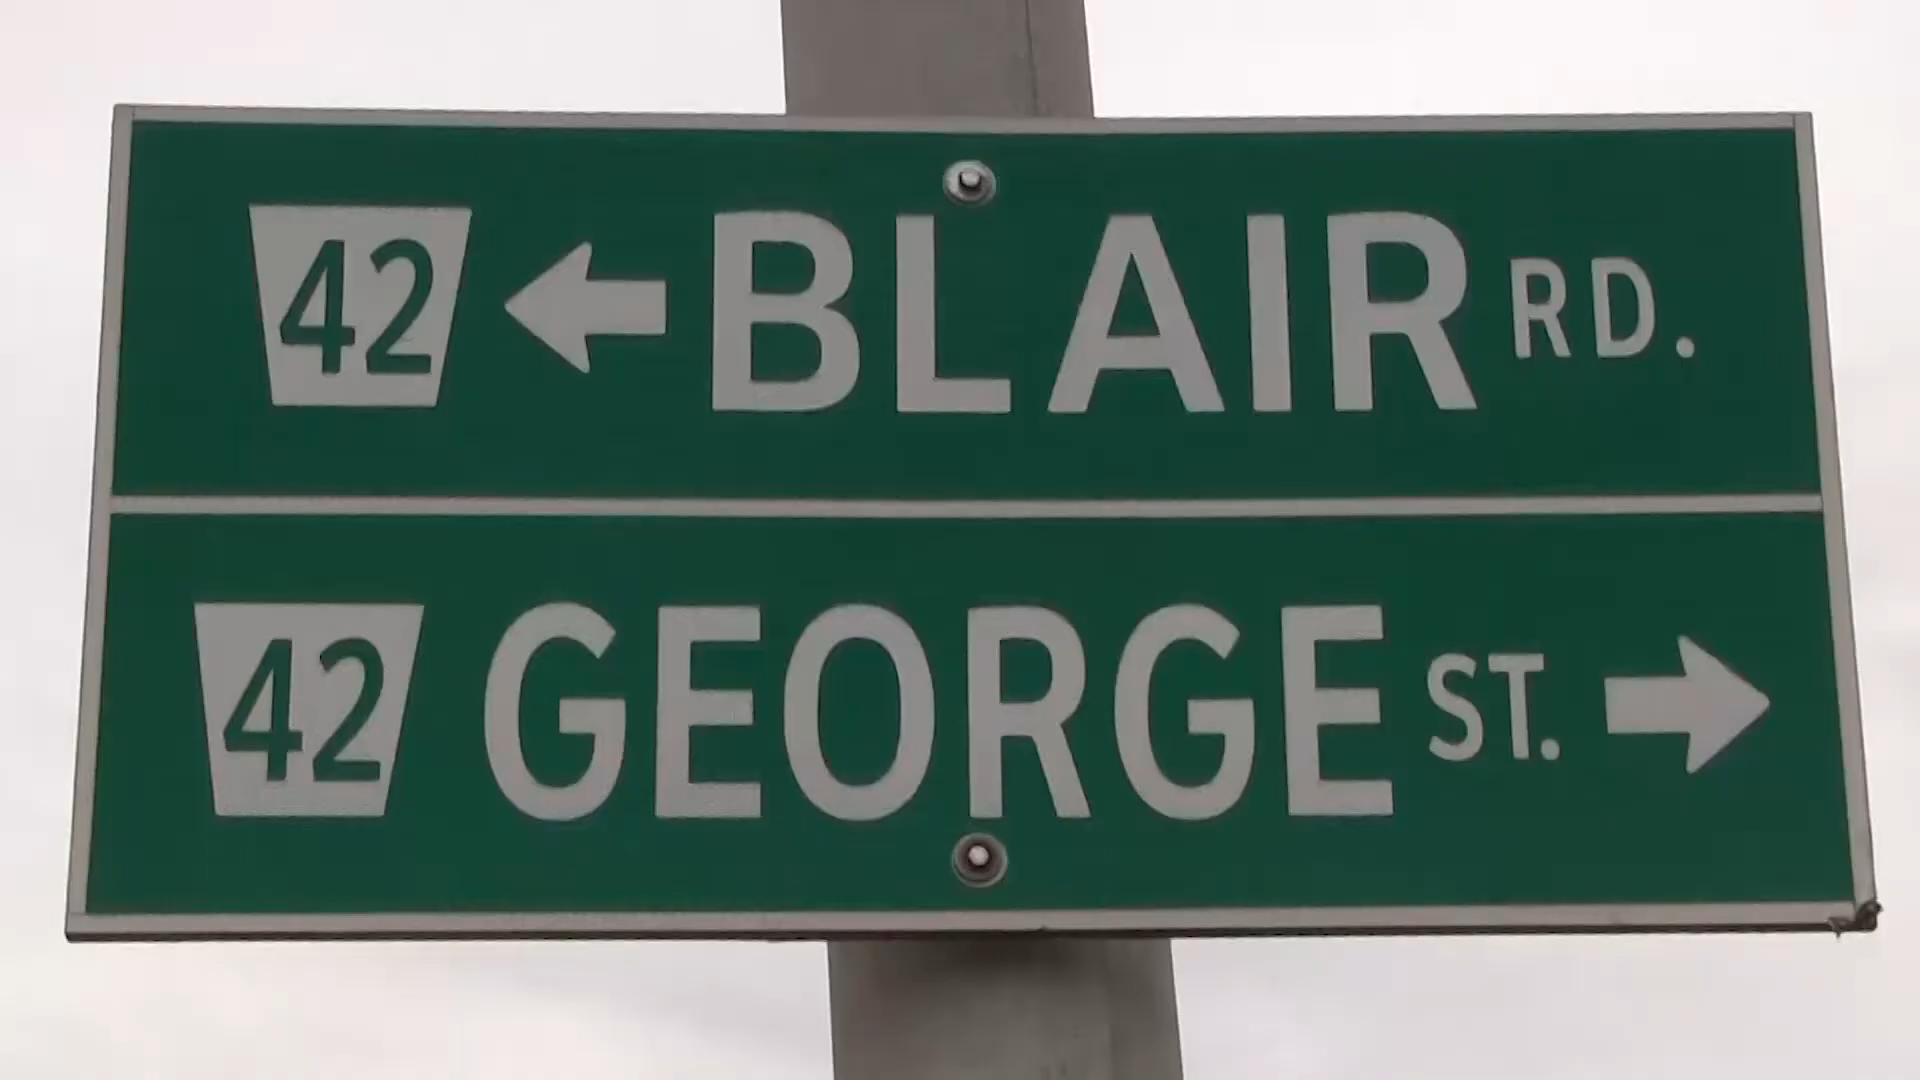 42 ← BLAIR RD.
42 GEORGE ST. →